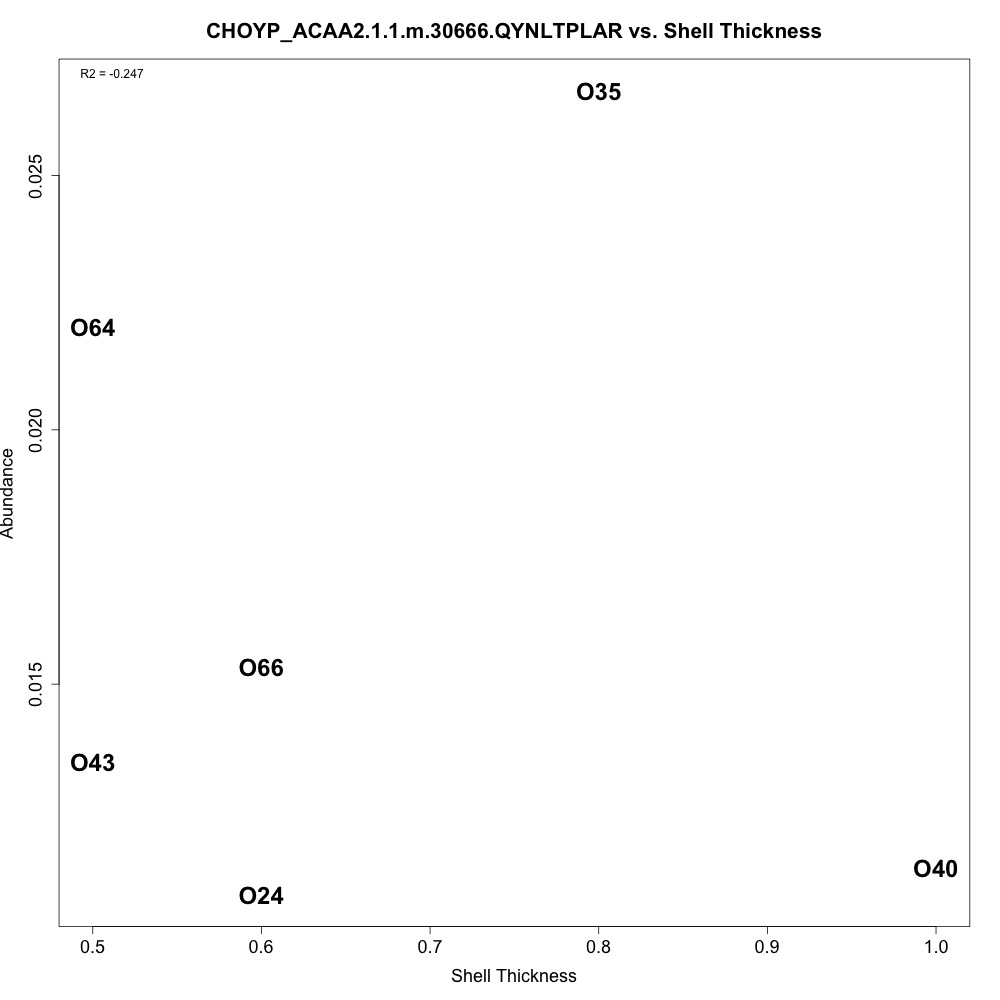 CHOYP_ACAA2.1.1.m.30666.QYNLTPLAR vs. Shell Thickness
R2 = -0.247
O35
0.025
O64
0.020
Abundance
O66
0.015
O43
O40
O24
0.5 0.6 0.7 0.8 0.9 1.0
Shell Thickness